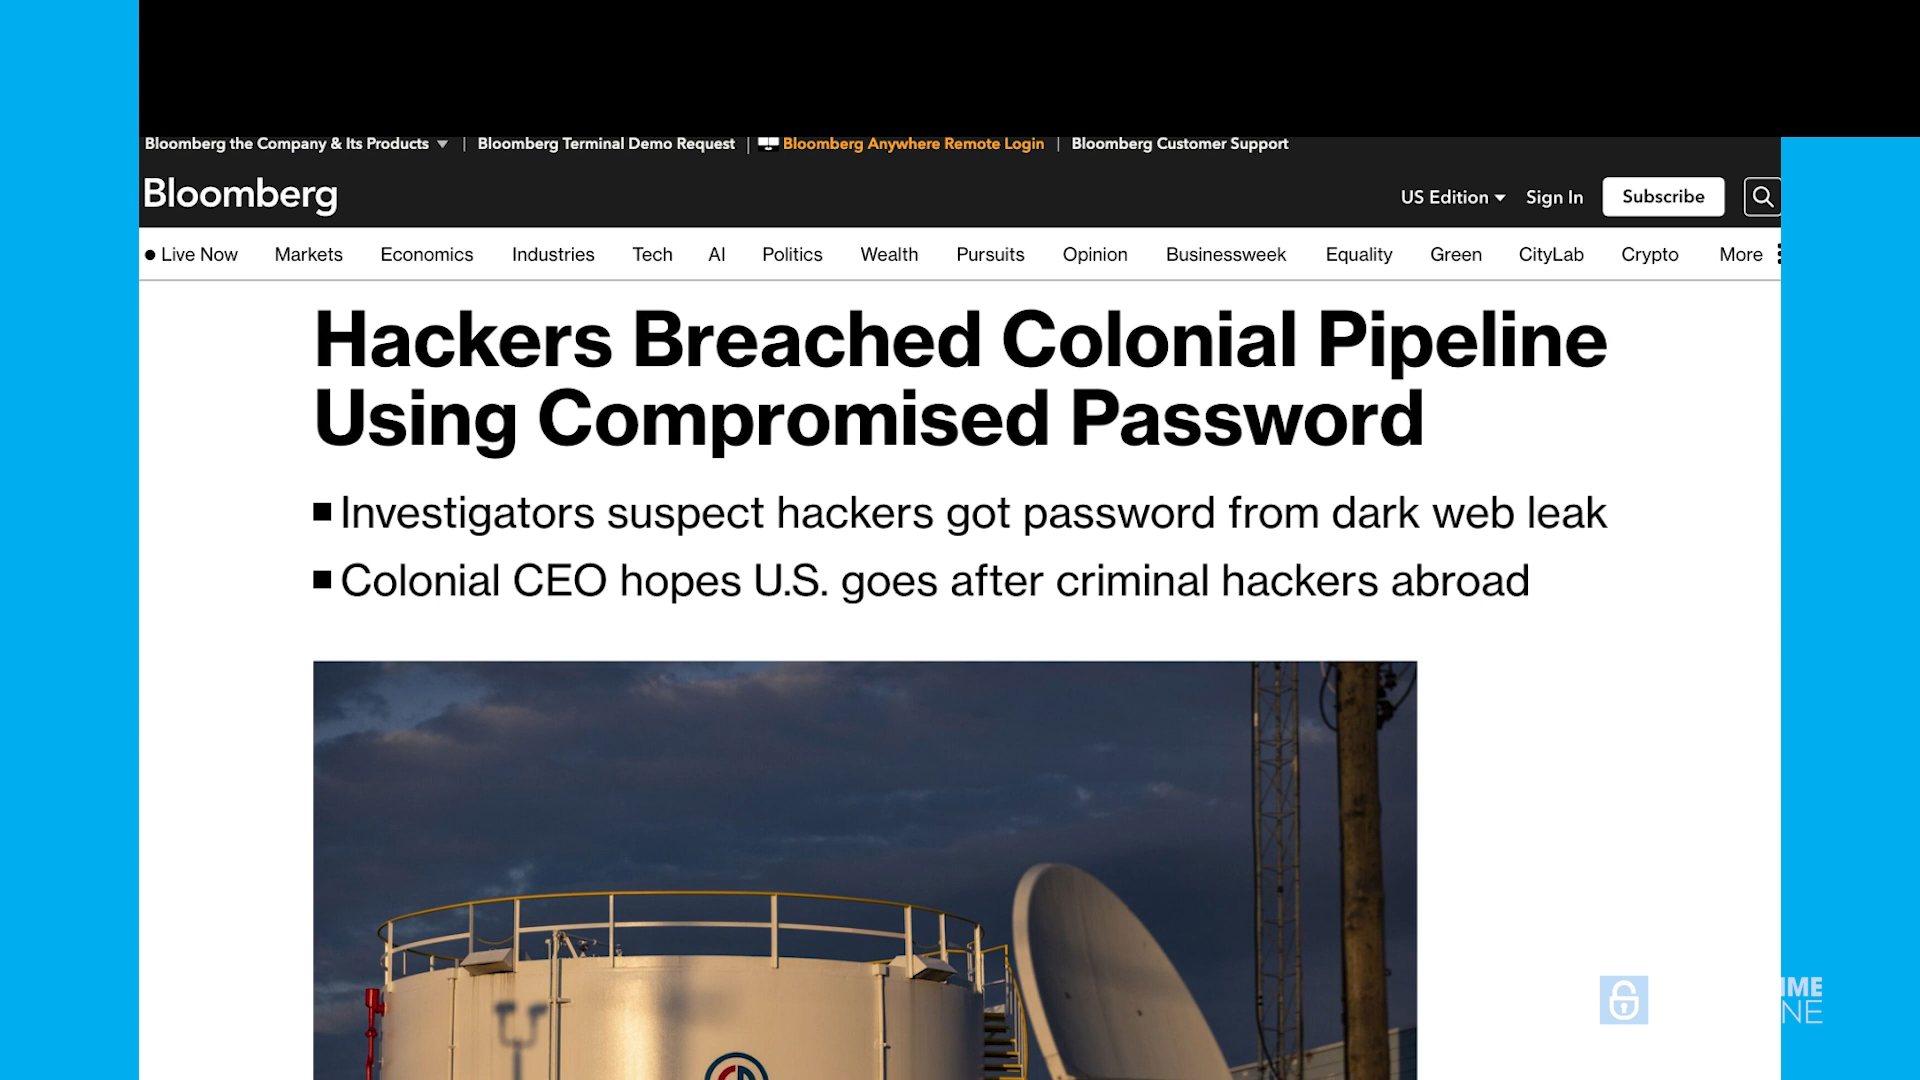 Bloomberg the Company & Its Products ▼ | Bloomberg Terminal Demo Request | Bloomberg Anywhere Remote Login | Bloomberg Customer Support
Bloomberg
US Edition ▼ Sign In Subscribe
• Live Now Markets Economics Industries Tech AI Politics Wealth Pursuits Opinion Businessweek Equality Green CityLab Crypto More
Hackers Breached Colonial Pipeline
Using Compromised Password
■ Investigators suspect hackers got password from dark web leak
■ Colonial CEO hopes U.S. goes after criminal hackers abroad